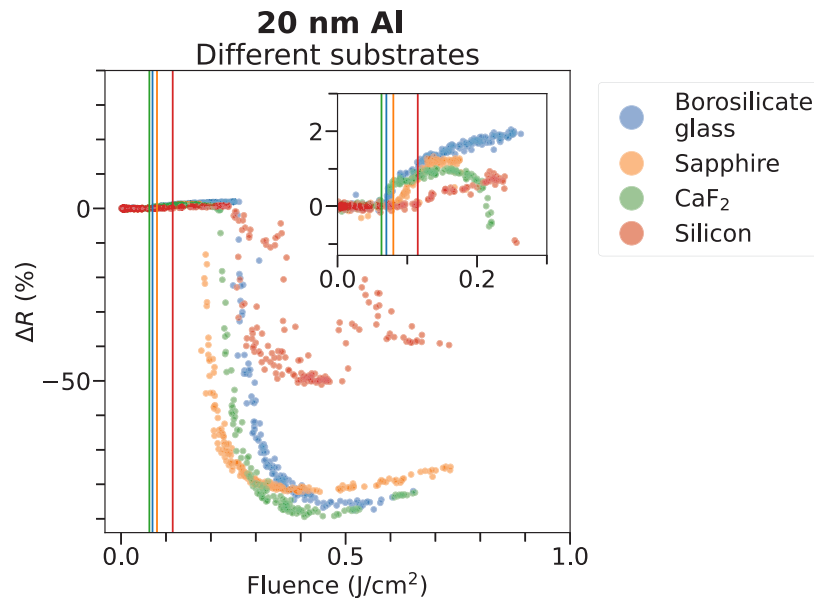 20 nm Al
Different substrates
ΔR (%)
0
−50
0.0
0.5
1.0
Fluence (J/cm²)
2
0
0.0
0.2
Borosilicate
glass
Sapphire
CaF₂
Silicon